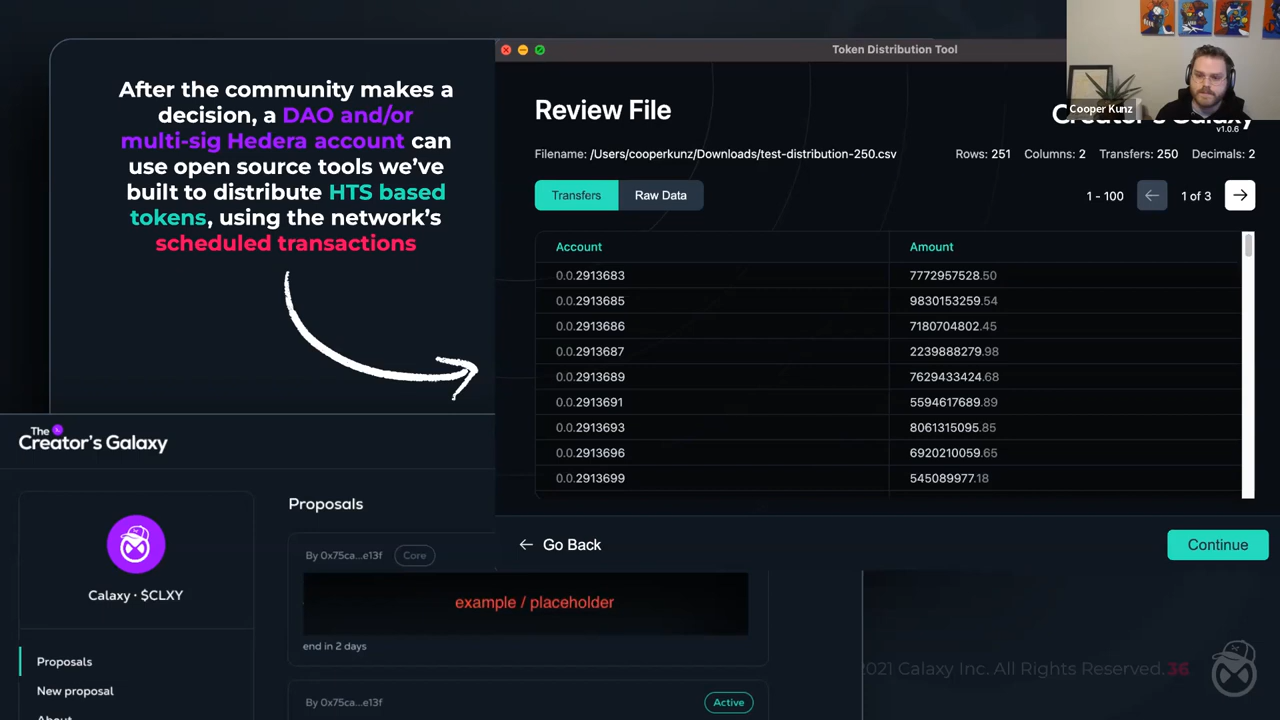 After the community makes a
decision, a DAO and/or
multi-sig Hedera account can
use open source tools we've
built to distribute HTS based
tokens, using the network's
scheduled transactions
Token Distribution Tool
Cooper Kunz
Review File
Creator's Galaxy
v1.0.6
Filename: /Users/cooperkunz/Downloads/test-distribution-250.csv
Rows: 251 Columns: 2 Transfers: 250 Decimals: 2
Transfers Raw Data
1 - 100 1 of 3
Account Amount
0.0.2913683 7772957528.50
0.0.2913685 9830153259.54
0.0.2913686 7180704802.45
0.0.2913687 2239888279.98
0.0.2913689 7629433424.68
0.0.2913691 5594617689.89
0.0.2913693 8061315095.85
0.0.2913696 6920210059.65
0.0.2913699 545089977.18
Go Back
Continue
The
Creator's Galaxy
Calaxy · $CLXY
Proposals
New proposal
About
Proposals
By 0x75ca...e13f Core
example / placeholder
end in 2 days
By 0x75ca...e13f Active
2021 Calaxy Inc. All Rights Reserved. 36